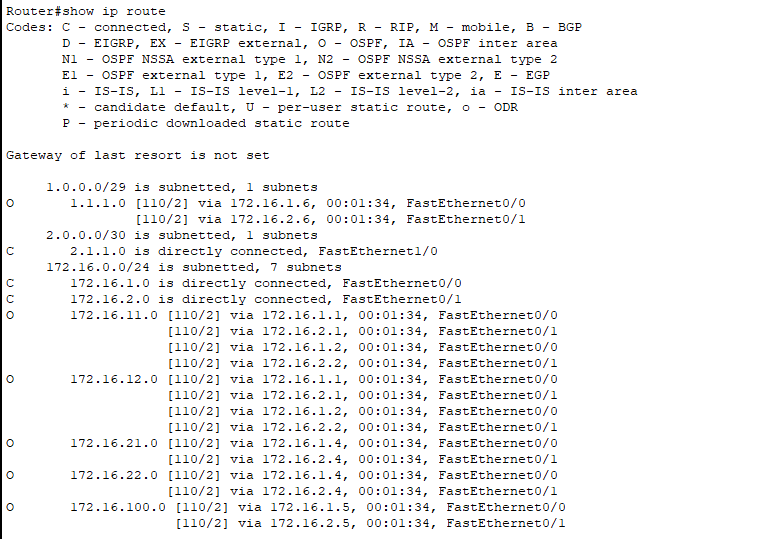 Router#show ip route
Codes: C - connected, S - static, I - IGRP, R - RIP, M - mobile, B - BGP
       D - EIGRP, EX - EIGRP external, O - OSPF, IA - OSPF inter area
       N1 - OSPF NSSA external type 1, N2 - OSPF NSSA external type 2
       E1 - OSPF external type 1, E2 - OSPF external type 2, E - EGP
       i - IS-IS, L1 - IS-IS level-1, L2 - IS-IS level-2, ia - IS-IS inter area
       * - candidate default, U - per-user static route, o - ODR
       P - periodic downloaded static route

Gateway of last resort is not set

     1.0.0.0/29 is subnetted, 1 subnets
O       1.1.1.0 [110/2] via 172.16.1.6, 00:01:34, FastEthernet0/0
                [110/2] via 172.16.2.6, 00:01:34, FastEthernet0/1
     2.0.0.0/30 is subnetted, 1 subnets
C       2.1.1.0 is directly connected, FastEthernet1/0
     172.16.0.0/24 is subnetted, 7 subnets
C       172.16.1.0 is directly connected, FastEthernet0/0
C       172.16.2.0 is directly connected, FastEthernet0/1
O       172.16.11.0 [110/2] via 172.16.1.1, 00:01:34, FastEthernet0/0
                    [110/2] via 172.16.2.1, 00:01:34, FastEthernet0/1
                    [110/2] via 172.16.1.2, 00:01:34, FastEthernet0/0
                    [110/2] via 172.16.2.2, 00:01:34, FastEthernet0/1
O       172.16.12.0 [110/2] via 172.16.1.1, 00:01:34, FastEthernet0/0
                    [110/2] via 172.16.2.1, 00:01:34, FastEthernet0/1
                    [110/2] via 172.16.1.2, 00:01:34, FastEthernet0/0
                    [110/2] via 172.16.2.2, 00:01:34, FastEthernet0/1
O       172.16.21.0 [110/2] via 172.16.1.4, 00:01:34, FastEthernet0/0
                    [110/2] via 172.16.2.4, 00:01:34, FastEthernet0/1
O       172.16.22.0 [110/2] via 172.16.1.4, 00:01:34, FastEthernet0/0
                    [110/2] via 172.16.2.4, 00:01:34, FastEthernet0/1
O       172.16.100.0 [110/2] via 172.16.1.5, 00:01:34, FastEthernet0/0
                     [110/2] via 172.16.2.5, 00:01:34, FastEthernet0/1